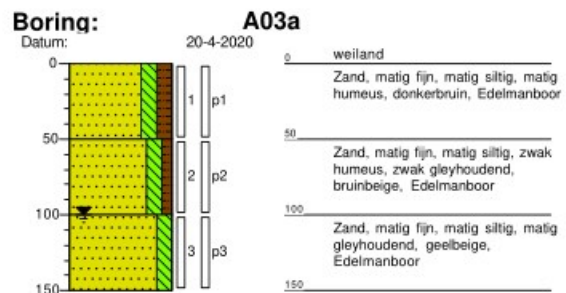 Boring: A03a
Datum: 20-4-2020
0
50
100
150
1 p1
2 p2
3 p3
0 weiland
Zand, matig fijn, matig siltig, matig
humeus, donkerbruin, Edelmanboor
50
Zand, matig fijn, matig siltig, zwak
humeus, zwak gleyhoudend,
bruinbeige, Edelmanboor
100
Zand, matig fijn, matig siltig, matig
gleyhoudend, geelbeige,
Edelmanboor
150